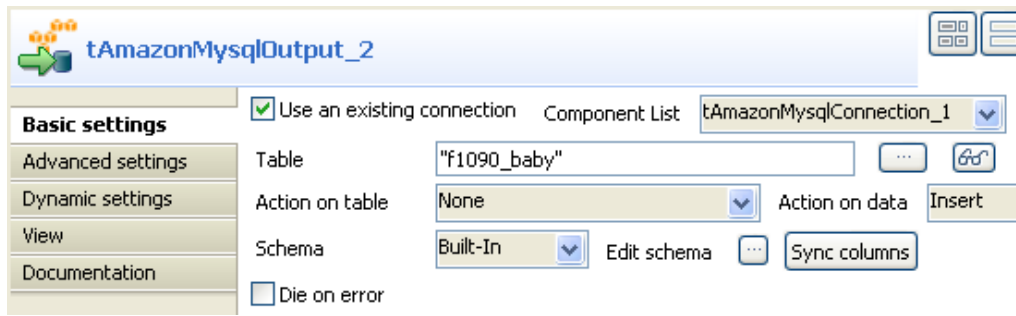 tAmazonMysqlOutput_2
Basic settings
Advanced settings
Dynamic settings
View
Documentation
Use an existing connection Component List tAmazonMysqlConnection_1
Table "f1090_baby" ...
Action on table None Action on data Insert
Schema Built-In Edit schema ... Sync columns
Die on error